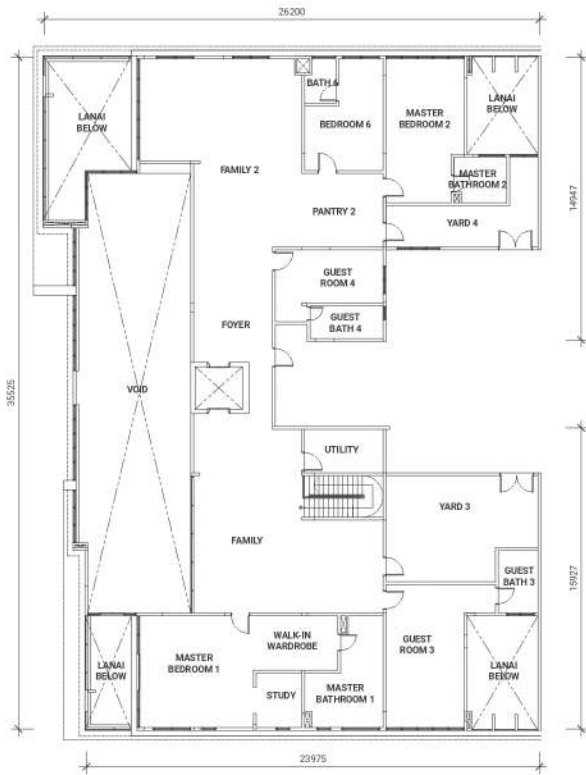 26200
BATH 6
LANAI
BELOW
LANAI
BELOW
MASTER
BEDROOM 2
BEDROOM 6
FAMILY 2
MASTER
BATHROOM 2
PANTRY 2
YARD 4
14947
GUEST
ROOM 4
FOYER
GUEST
BATH 4
VOID
35525
UTILITY
YARD 3
FAMILY
GUEST
BATH 3
15927
WALK-IN
WARDROBE
MASTER
BEDROOM 1
GUEST
ROOM 3
LANAI
BELOW
LANAI
BELOW
STUDY
MASTER
BATHROOM 1
23975